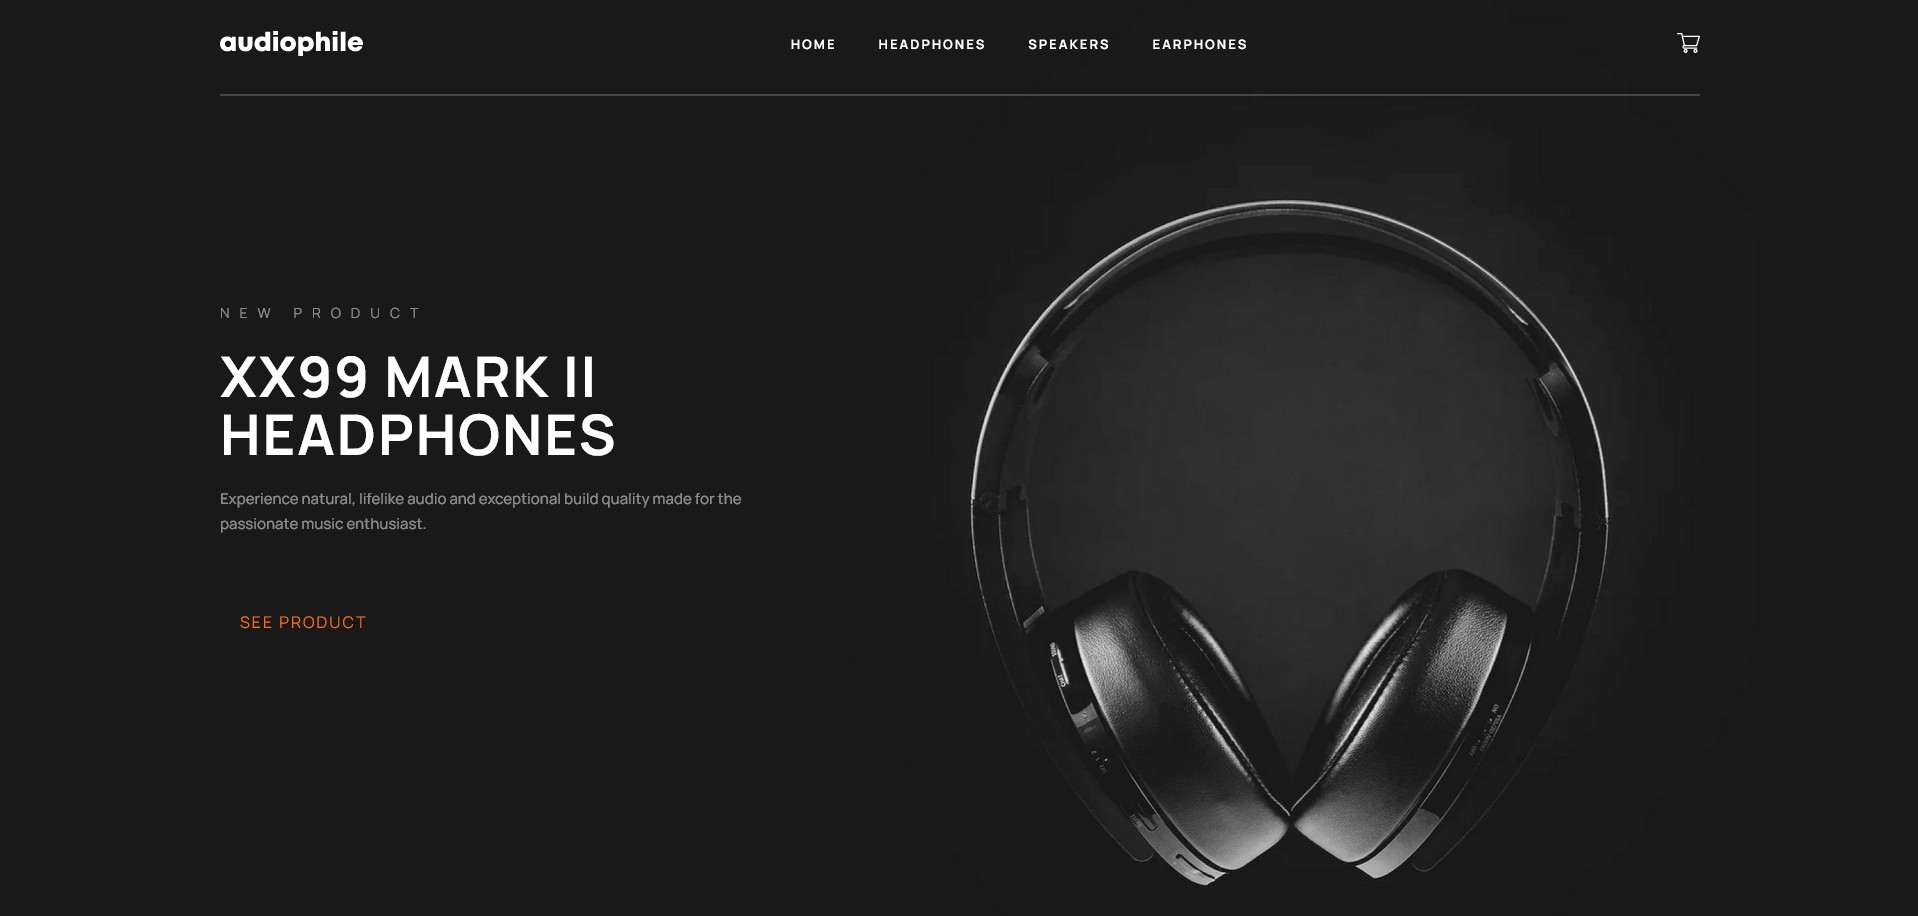 audiophile
HOME HEADPHONES SPEAKERS EARPHONES
NEW PRODUCT
XX99 MARK II
HEADPHONES
Experience natural, lifelike audio and exceptional build quality made for the
passionate music enthusiast.
SEE PRODUCT